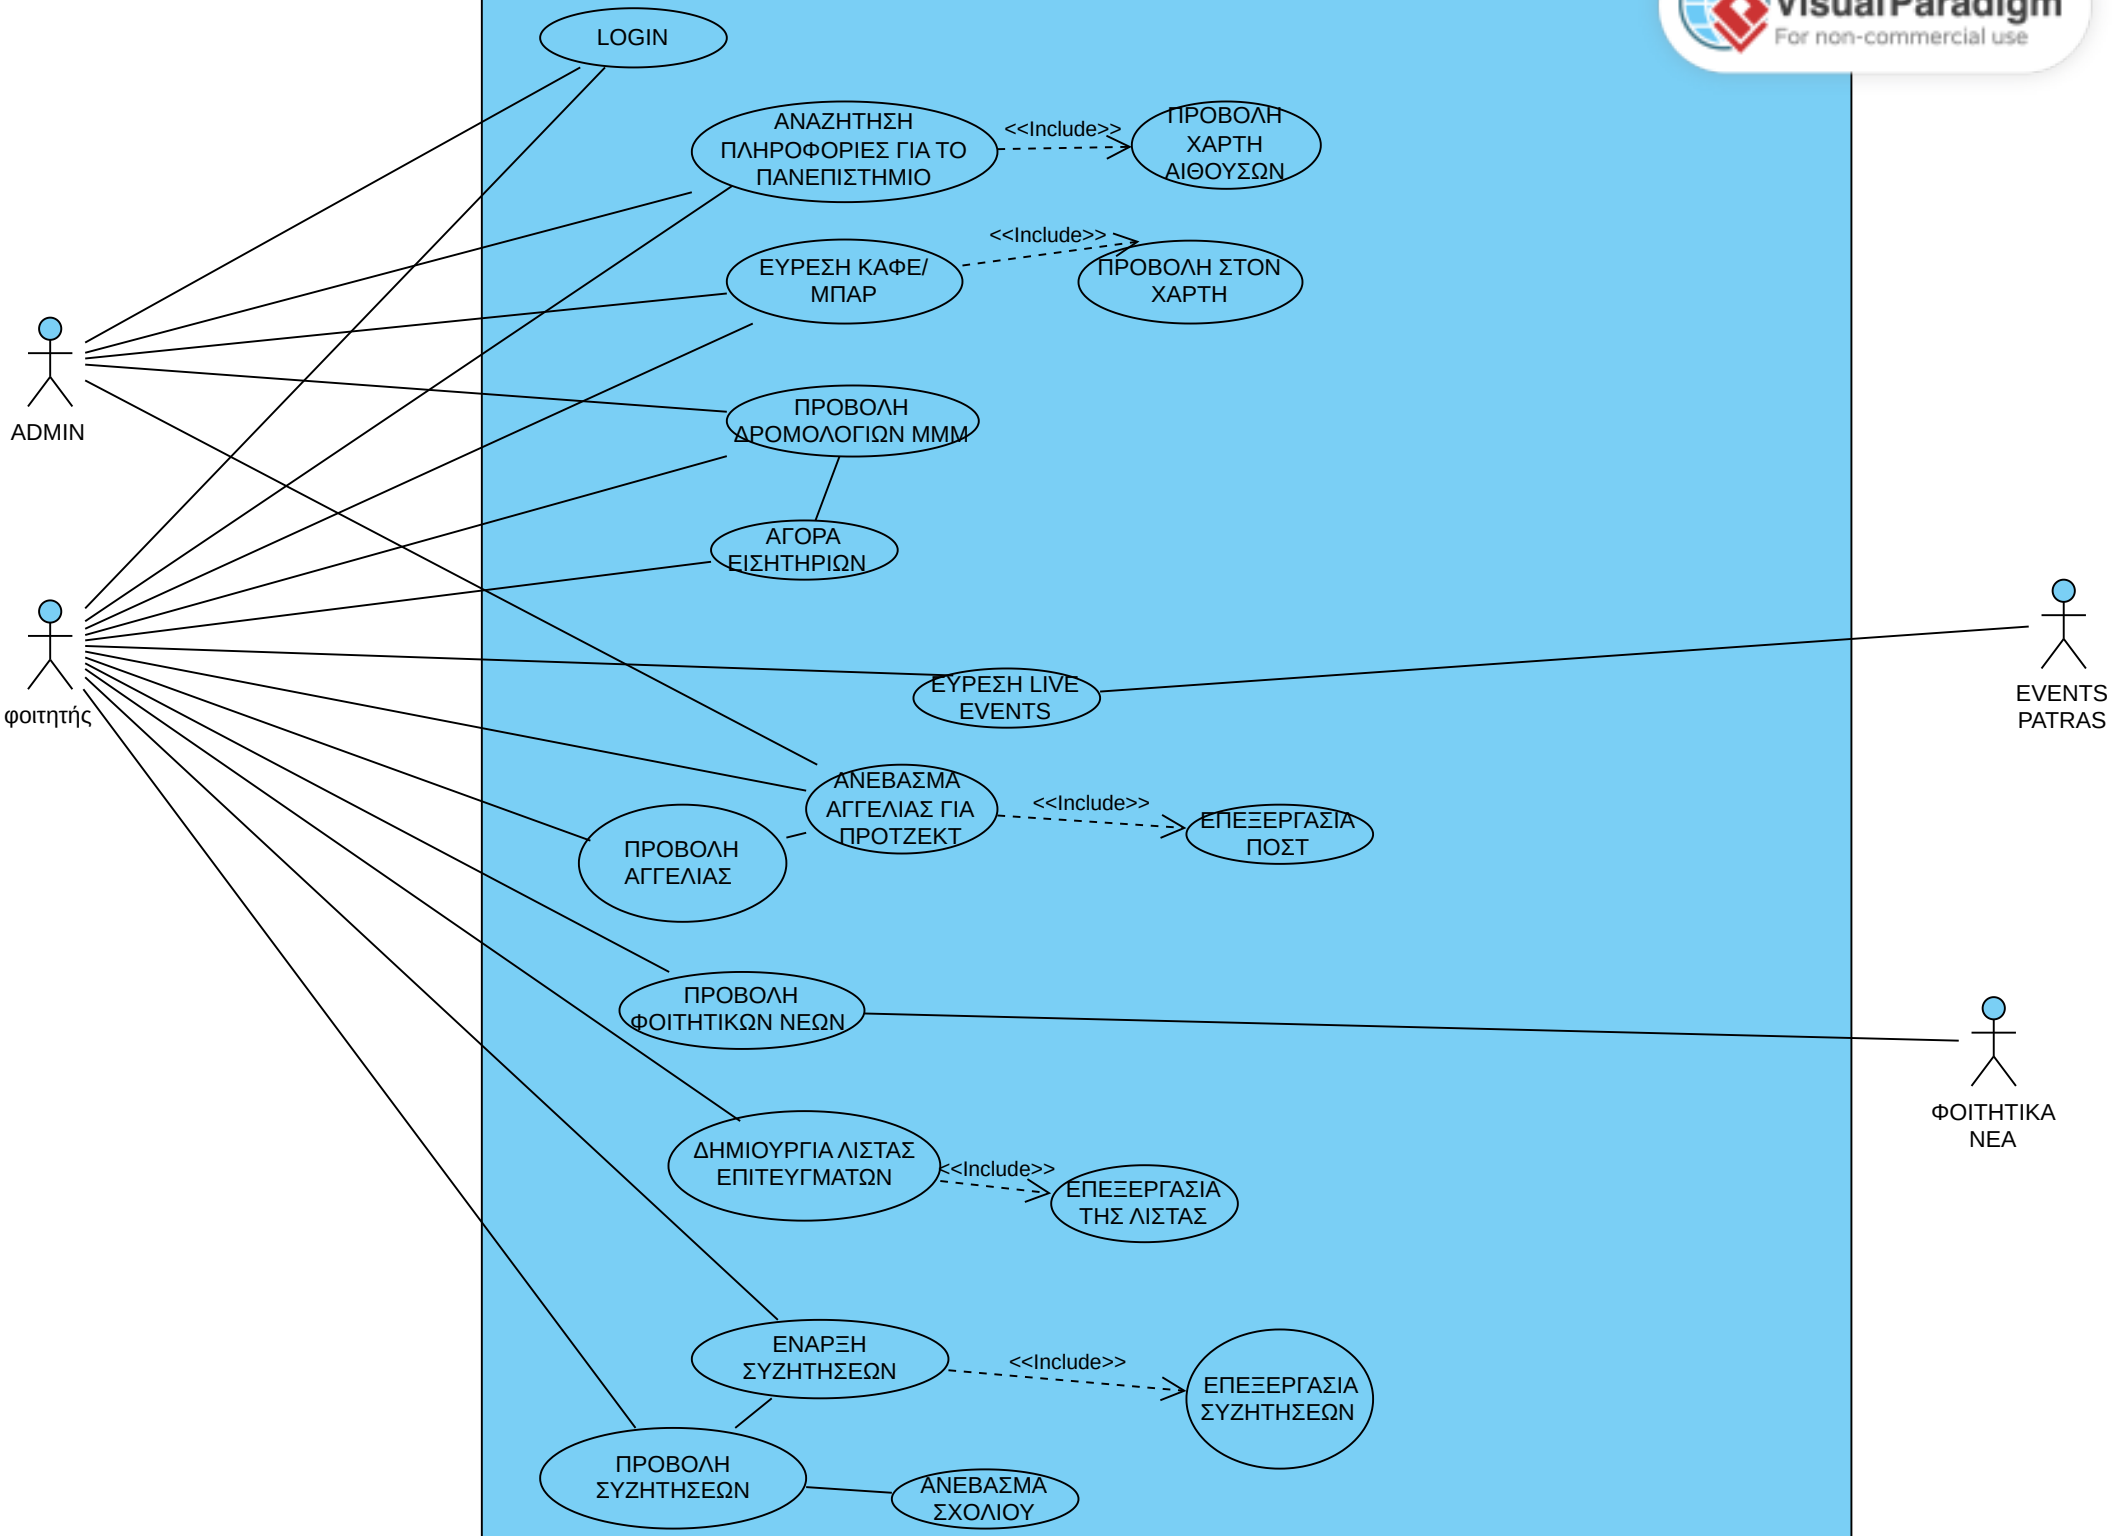 VisualParadigm
For non-commercial use
LOGIN
ΑΝΑΖΗΤΗΣΗ
ΠΛΗΡΟΦΟΡΙΕΣ ΓΙΑ ΤΟ
ΠΑΝΕΠΙΣΤΗΜΙΟ
<<Include>>
ΠΡΟΒΟΛΗ
ΧΑΡΤΗ
ΑΙΘΟΥΣΩΝ
ΕΥΡΕΣΗ ΚΑΦΕ/
ΜΠΑΡ
<<Include>>
ΠΡΟΒΟΛΗ ΣΤΟΝ
ΧΑΡΤΗ
ADMIN
ΠΡΟΒΟΛΗ
ΔΡΟΜΟΛΟΓΙΩΝ ΜΜΜ
ΑΓΟΡΑ
ΕΙΣΗΤΗΡΙΩΝ
φοιτητής
ΕΥΡΕΣΗ LIVE
EVENTS
EVENTS
PATRAS
ΑΝΕΒΑΣΜΑ
ΑΓΓΕΛΙΑΣ ΓΙΑ
ΠΡΟΤΖΕΚΤ
<<Include>>
ΕΠΕΞΕΡΓΑΣΙΑ
ΠΟΣΤ
ΠΡΟΒΟΛΗ
ΑΓΓΕΛΙΑΣ
ΠΡΟΒΟΛΗ
ΦΟΙΤΗΤΙΚΩΝ ΝΕΩΝ
ΦΟΙΤΗΤΙΚΑ
ΝΕΑ
ΔΗΜΙΟΥΡΓΙΑ ΛΙΣΤΑΣ
ΕΠΙΤΕΥΓΜΑΤΩΝ
<<Include>>
ΕΠΕΞΕΡΓΑΣΙΑ
ΤΗΣ ΛΙΣΤΑΣ
ΕΝΑΡΞΗ
ΣΥΖΗΤΗΣΕΩΝ
<<Include>>
ΕΠΕΞΕΡΓΑΣΙΑ
ΣΥΖΗΤΗΣΕΩΝ
ΠΡΟΒΟΛΗ
ΣΥΖΗΤΗΣΕΩΝ
ΑΝΕΒΑΣΜΑ
ΣΧΟΛΙΟΥ